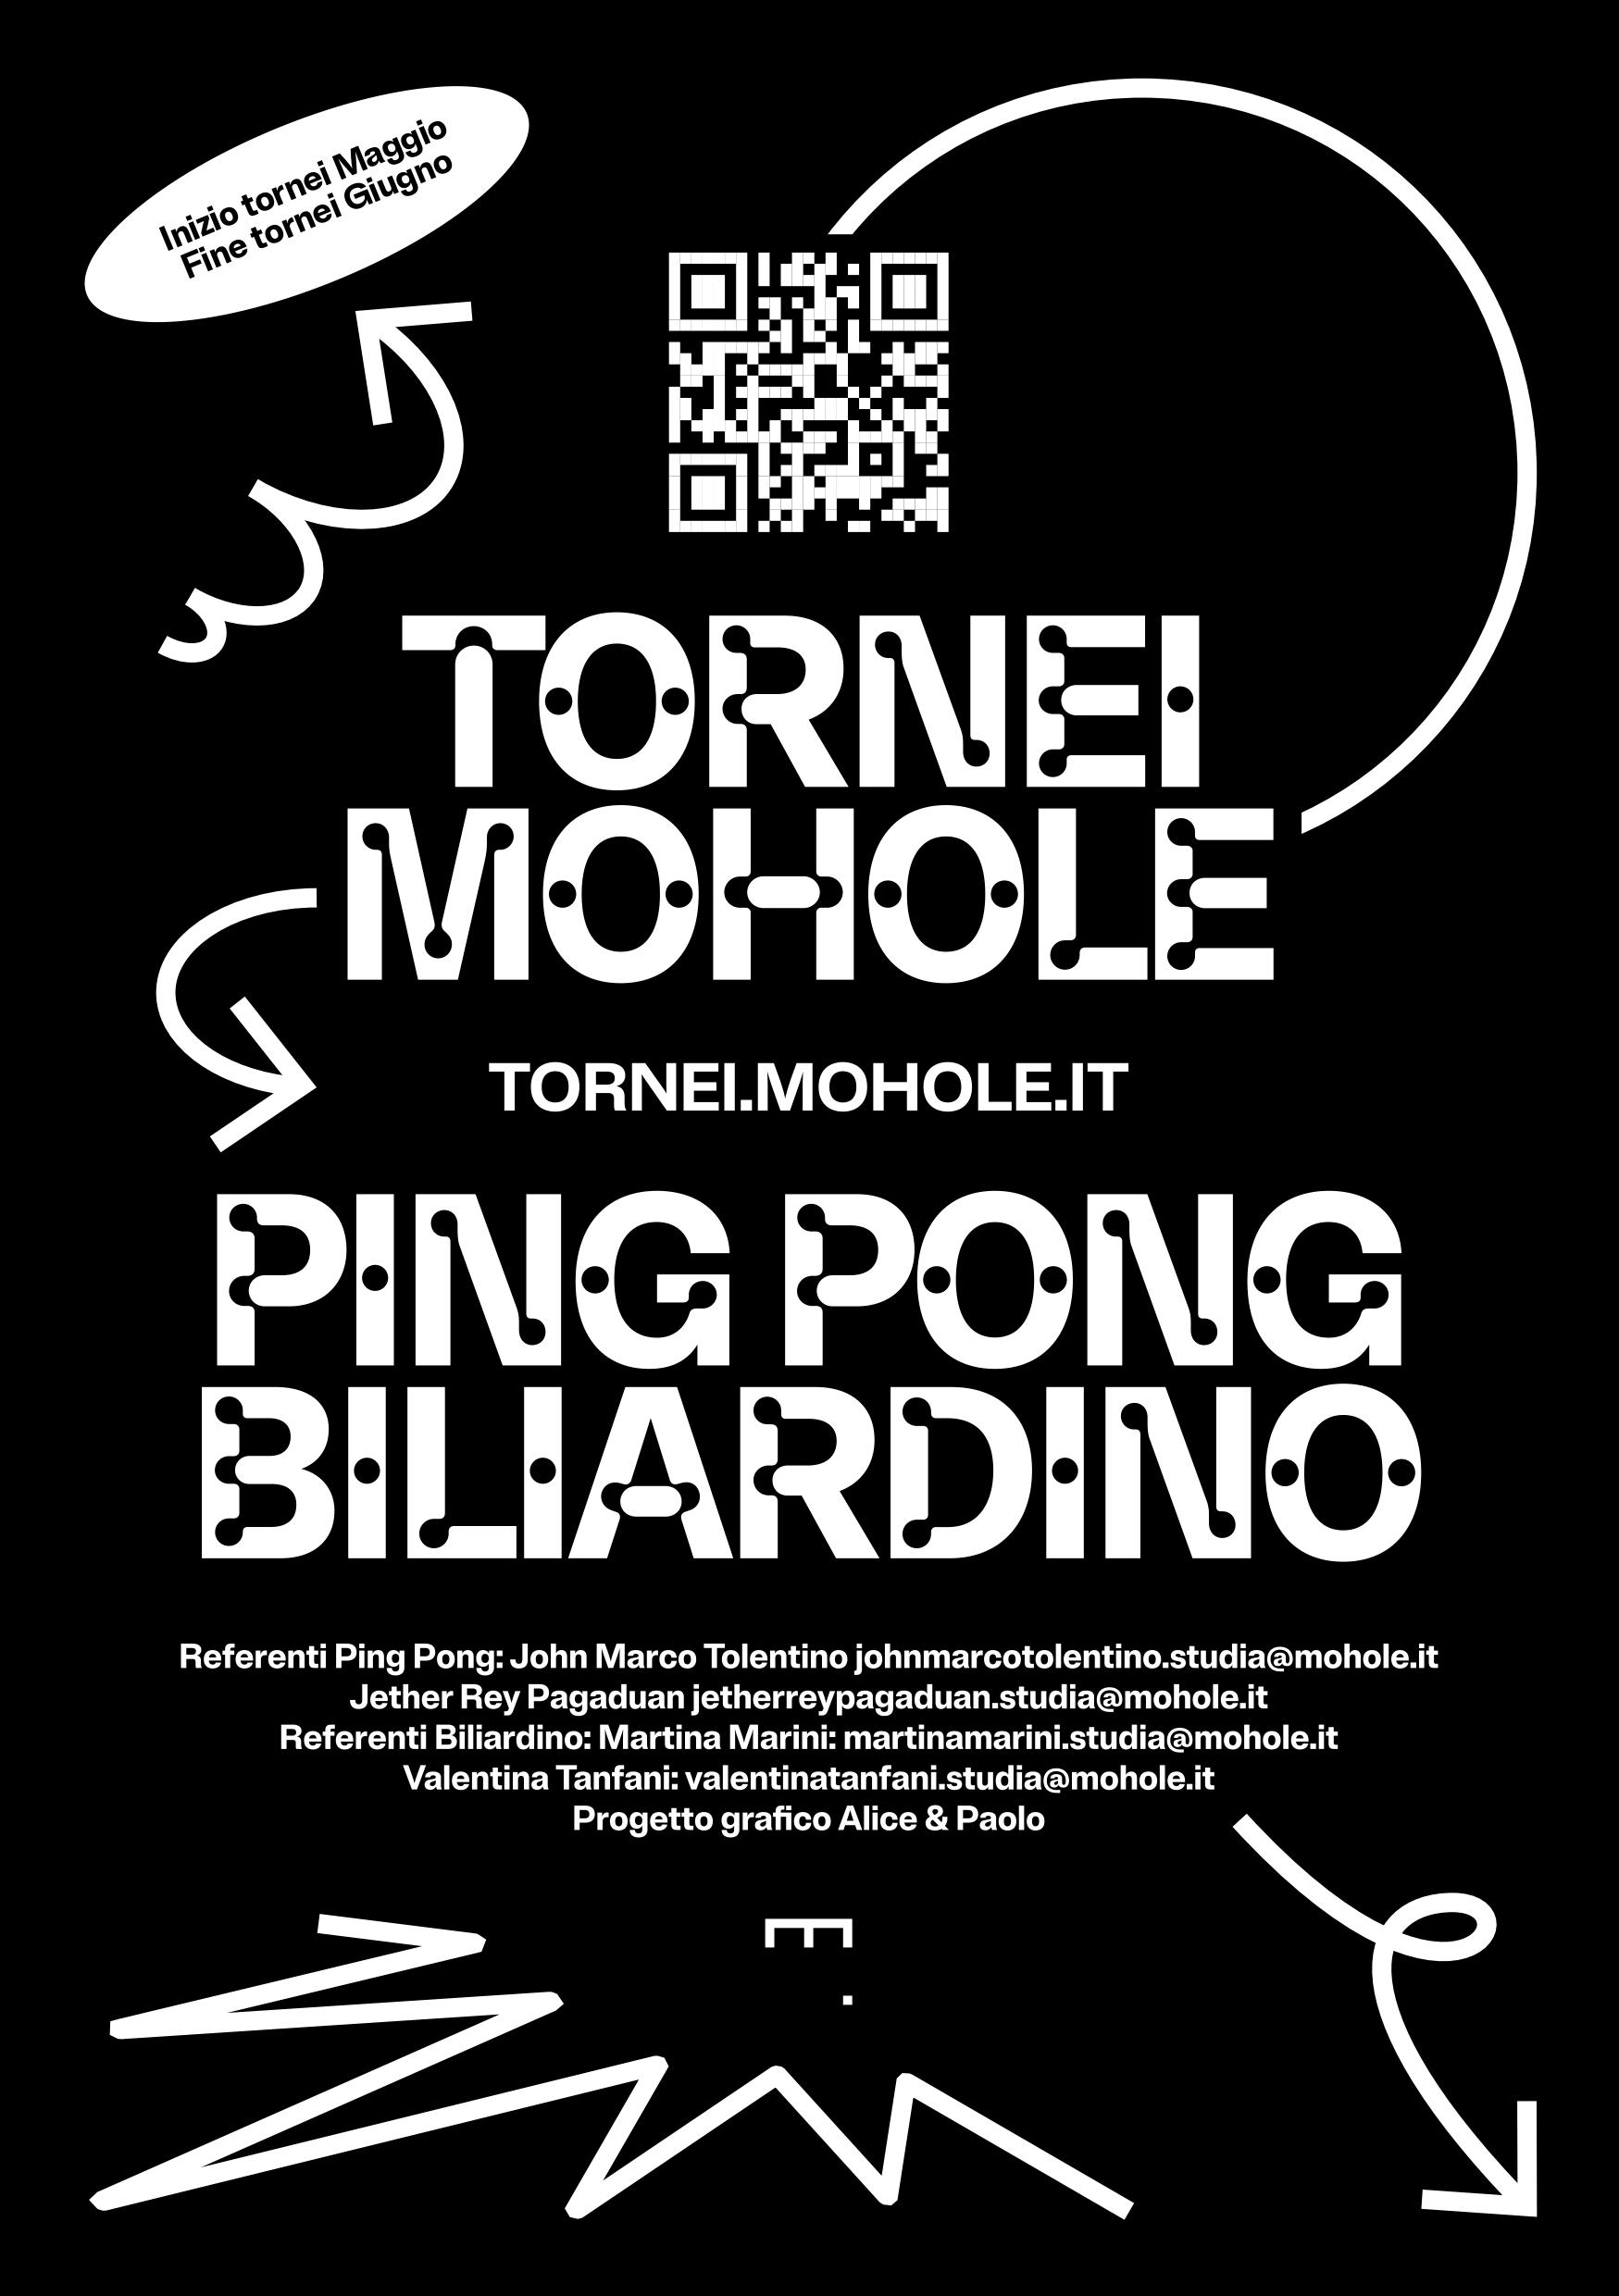 Inizio tornei Maggio
Fine tornei Giugno
TORNEI
MOHOLE
TORNEI.MOHOLE.IT
PING PONG
BILIARDINO
Referenti Ping Pong: John Marco Tolentino johnmarcotolentino.studia@mohole.it
Jether Rey Pagaduan jetherreypagaduan.studia@mohole.it
Referenti Biliardino: Martina Marini: martinamarini.studia@mohole.it
Valentina Tanfani: valentinatanfani.studia@mohole.it
Progetto grafico Alice & Paolo
E.